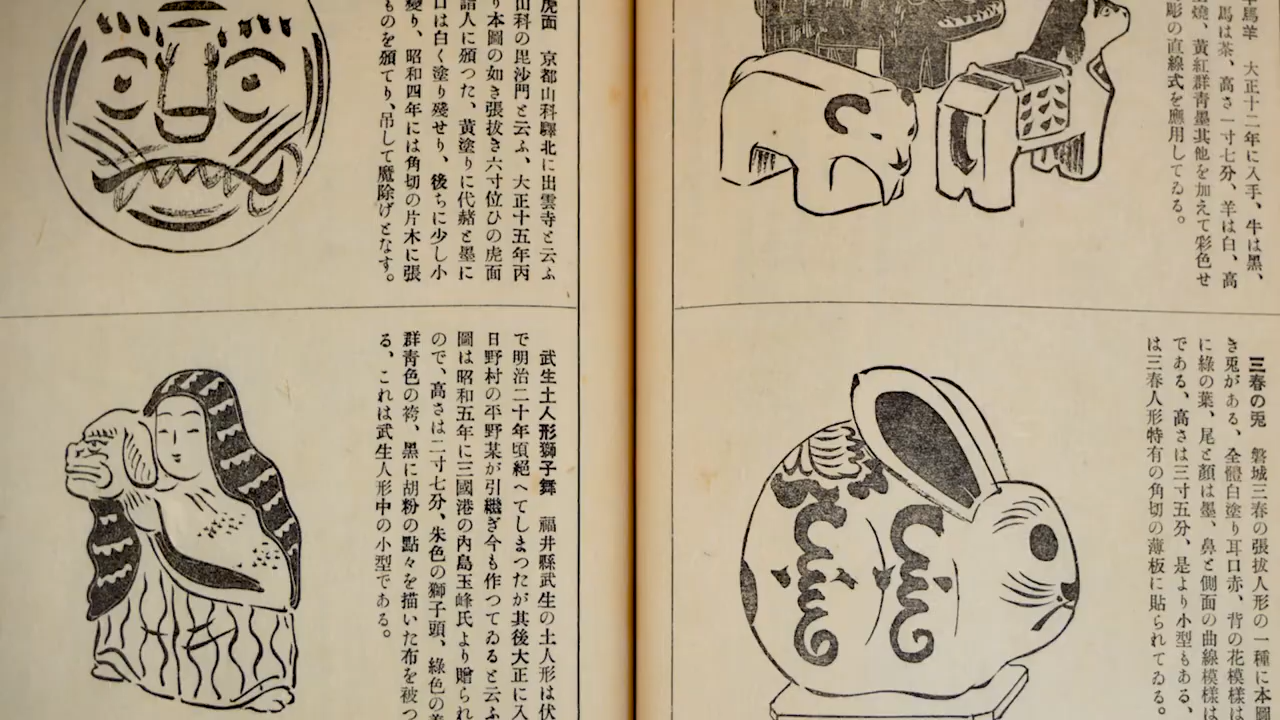 馬羊　大正十二年に入手、牛は黑、
馬は茶、高さ一寸七分、羊は白、高
燒、黃紅群靑墨其他を加えて彩色せ
彫の直線式を應用してゐる。
三春の兎　磐城三春の張拔人形の一種に本圖
き兎がある、全體白塗り耳口赤、背の花模樣は
に綠の葉、尾と顏は墨、鼻と側面の曲線模樣は
である、高さは三寸五分、是より小型もある、
は三春人形特有の角切の薄板に貼られてゐる。
虎面　京都山科驛北に出雲寺と云ふ
山科の毘沙門と云ふ、大正十五年丙
り本圖の如き張拔き六寸位ひの虎面
詣人に頒つた、黃塗りに代赭と墨に
口は白く塗り殘せり、後ちに少し小
變り、昭和四年には角切の片木に張
ものを頒てり、吊して魔除げとなす。
武生土人形獅子舞　福井縣武生の土人形は伏
で明治二十年頃絕へてしまつたが其後大正に入
日野村の平野某が引繼ぎ今も作つてゐると云ふ
圖は昭和五年に三國港の內島玉峰氏より贈られ
ので、高さは二寸七分、朱色の獅子頭、綠色の
群靑色の袴、黑に胡粉の點々を描いた布を被つ
る、これは武生人形中の小型である。